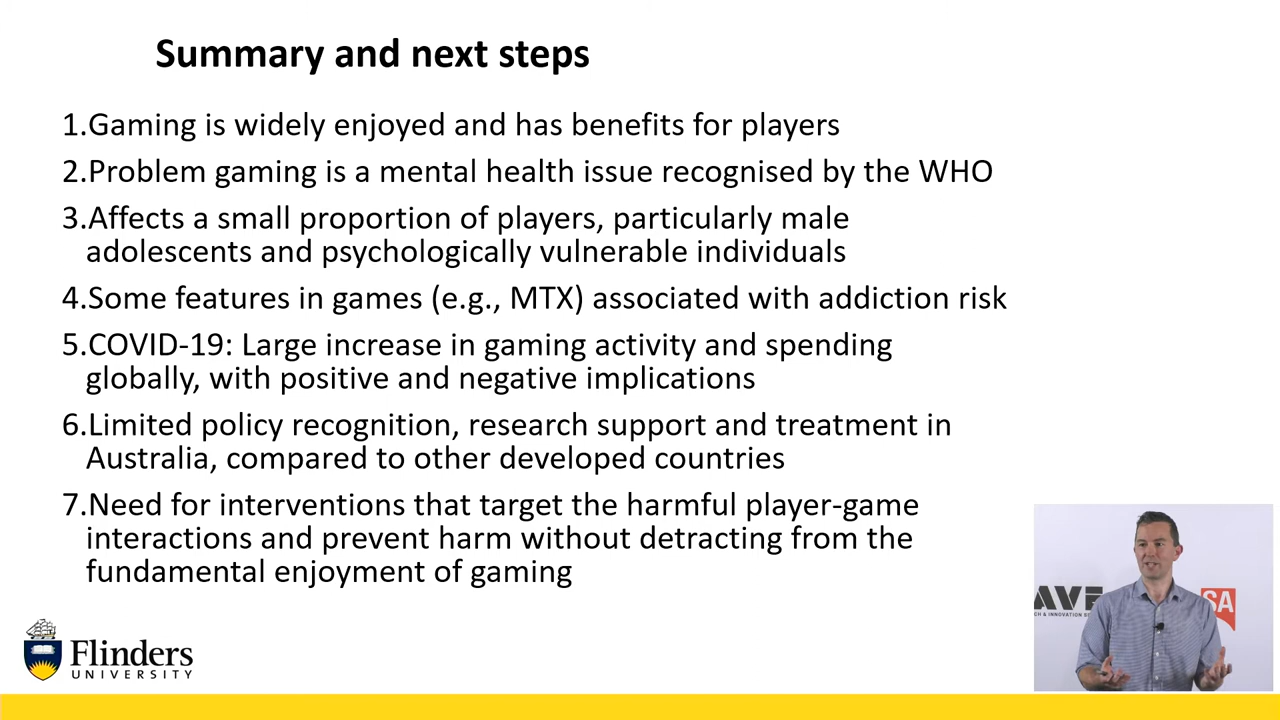 Summary and next steps
1.Gaming is widely enjoyed and has benefits for players
2.Problem gaming is a mental health issue recognised by the WHO
3.Affects a small proportion of players, particularly male
adolescents and psychologically vulnerable individuals
4.Some features in games (e.g., MTX) associated with addiction risk
5.COVID-19: Large increase in gaming activity and spending
globally, with positive and negative implications
6.Limited policy recognition, research support and treatment in
Australia, compared to other developed countries
7.Need for interventions that target the harmful player-game
interactions and prevent harm without detracting from the
fundamental enjoyment of gaming
AVE
SA
Flinders
UNIVERSITY